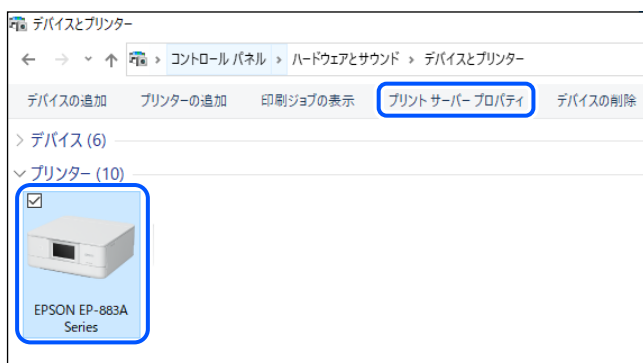 デバイスとプリンター
コントロール パネル > ハードウェアとサウンド > デバイスとプリンター
デバイスの追加 プリンターの追加 印刷ジョブの表示 プリント サーバー プロパティ デバイスの削除
デバイス (6)
プリンター (10)
EPSON EP-883A
Series